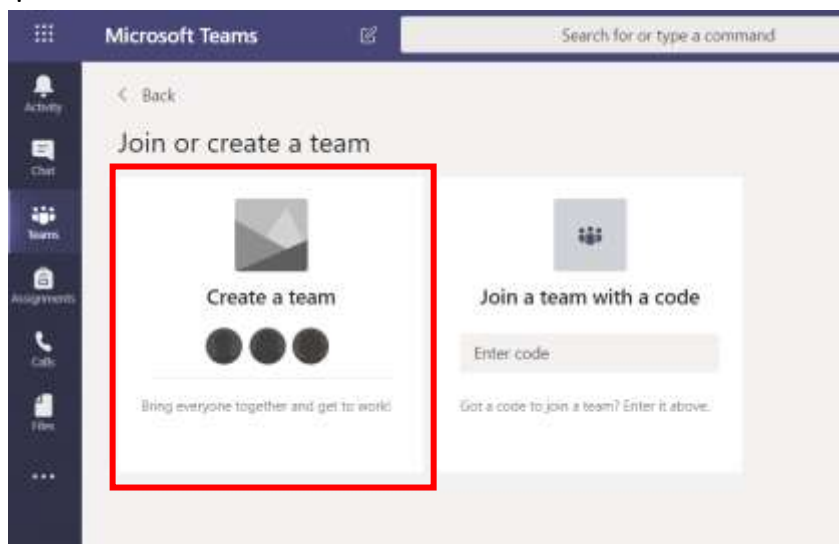 Microsoft Teams
Search for or type a command
Activity
Back
Join or create a team
Chat
Teams
Create a team
Join a team with a code
Assignments
Enter code
Calls
Bring everyone together and get to work!
Got a code to join a team? Enter it above.
Files